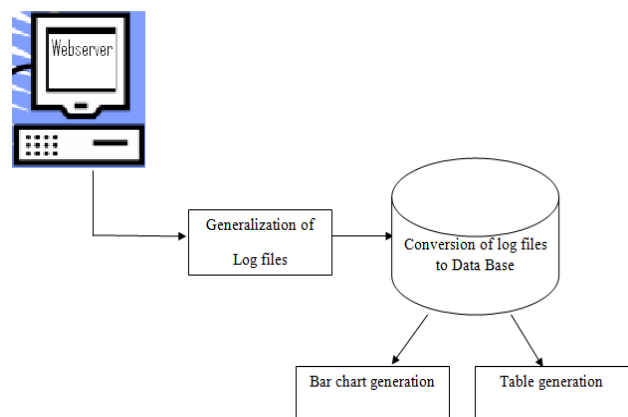 Webserver
Generalization of
Log files
Conversion of log files
to Data Base
Bar chart generation
Table generation